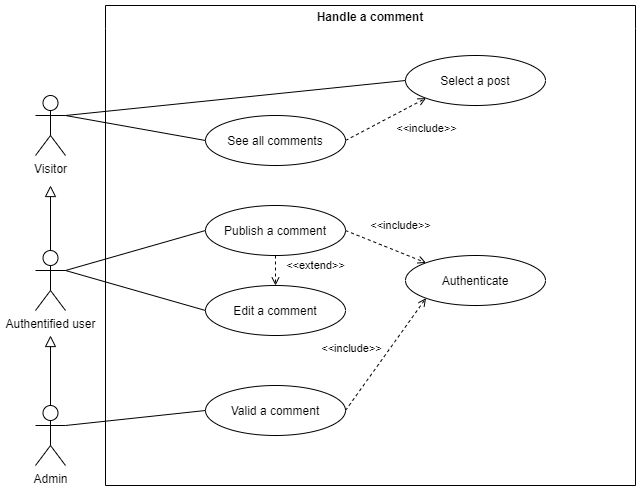 Handle a comment
Select a post
<<include>>
See all comments
Visitor
Publish a comment
<<include>>
<<extend>>
Authenticate
Edit a comment
Authentified user
<<include>>
Valid a comment
Admin